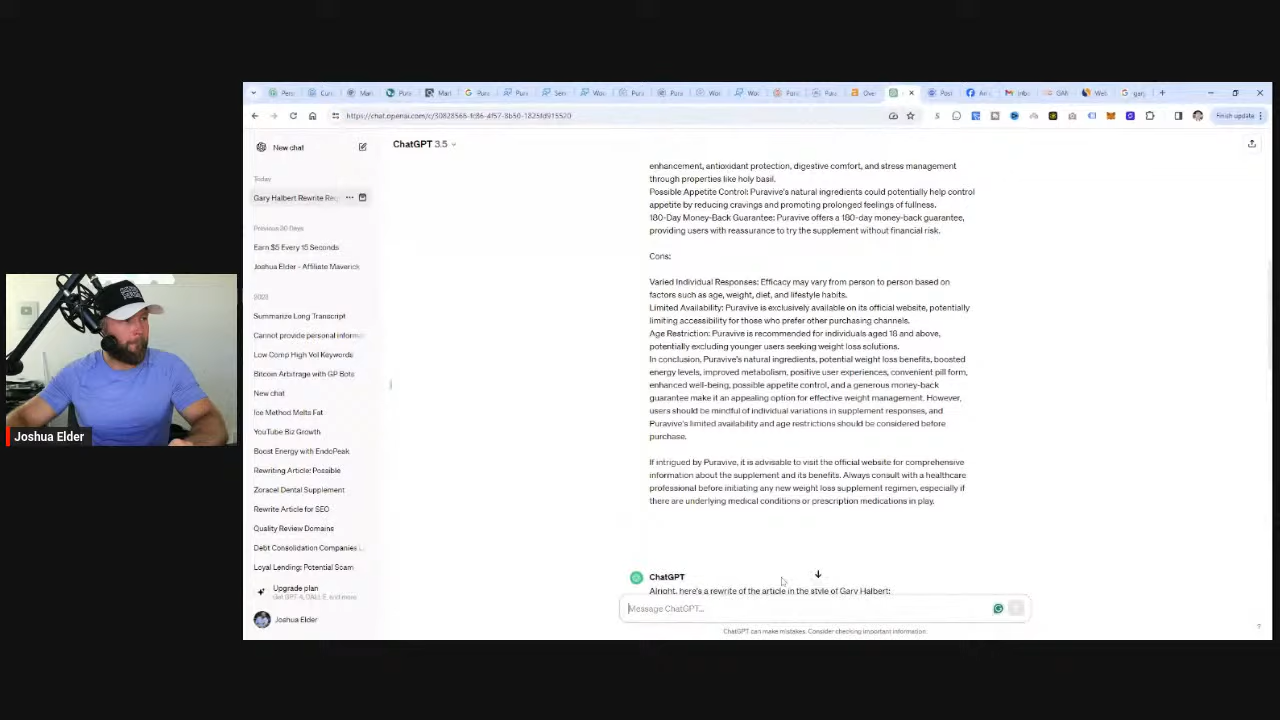 https://chat.openai.com/c/
Finish update
New chat
ChatGPT 3.5
Today
Gary Halbert Rewrite Re
Previous 30 Days
Earn $5 Every 15 Seconds
Joshua Elder - Affiliate Maverick
Summarize Long Transcript
Cannot provide personal informa
Low Comp High Vol Keywords
Bitcoin Arbitrage with GP Bots
New chat
Ice Method Melts Fat
YouTube Biz Growth
Boost Energy with EndoPeak
Rewriting Article: Possible
Zoracel Dental Supplement
Rewrite Article for SEO
Quality Review Domains
Debt Consolidation Companies i
Loyal Lending: Potential Scam
Upgrade plan
Get GPT-4, DALL·E, and more
Joshua Elder
enhancement, antioxidant protection, digestive comfort, and stress management
through properties like holy basil.
Possible Appetite Control: Puravive's natural ingredients could potentially help control
appetite by reducing cravings and promoting prolonged feelings of fullness.
180-Day Money-Back Guarantee: Puravive offers a 180-day money-back guarantee,
providing users with reassurance to try the supplement without financial risk.
Cons:
Varied Individual Responses: Efficacy may vary from person to person based on
factors such as age, weight, diet, and lifestyle habits.
Limited Availability: Puravive is exclusively available on its official website, potentially
limiting accessibility for those who prefer other purchasing channels.
Age Restriction: Puravive is recommended for individuals aged 18 and above,
potentially excluding younger users seeking weight loss solutions.
In conclusion, Puravive's natural ingredients, potential weight loss benefits, boosted
energy levels, improved metabolism, positive user experiences, convenient pill form,
enhanced well-being, possible appetite control, and a generous money-back
guarantee make it an appealing option for effective weight management. However,
users should be mindful of individual variations in supplement responses, and
Puravive's limited availability and age restrictions should be considered before
purchase.
If intrigued by Puravive, it is advisable to visit the official website for comprehensive
information about the supplement and its benefits. Always consult with a healthcare
professional before initiating any new weight loss supplement regimen, especially if
there are underlying medical conditions or prescription medications in play.
ChatGPT
Alright, here's a rewrite of the article in the style of Gary Halbert:
Message ChatGPT...
ChatGPT can make mistakes. Consider checking important information.
Joshua Elder